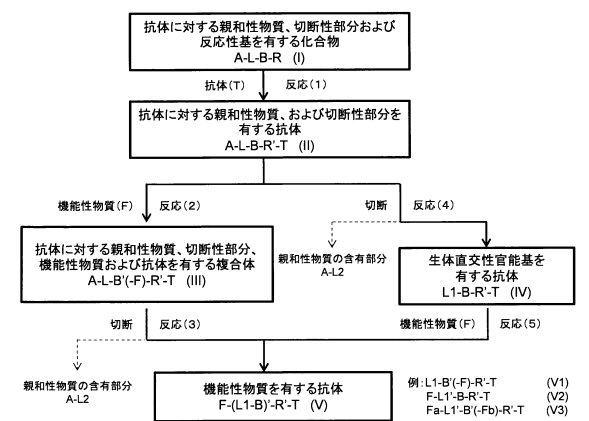 抗体に対する親和性物質、切断性部分および
反応性基を有する化合物
A-L-B-R (I)
抗体(T) 反応(1)
抗体に対する親和性物質、および切断性部分を
有する抗体
A-L-B-R'-T (II)
機能性物質(F) 反応(2)
切断 反応(4)
抗体に対する親和性物質、切断性部分、
機能性物質および抗体を有する複合体
A-L-B'(-F)-R'-T (III)
親和性物質の含有部分
A-L2
生体直交性官能基を
有する抗体
L1-B-R'-T (IV)
切断 反応(3)
機能性物質(F) 反応(5)
親和性物質の含有部分
A-L2
機能性物質を有する抗体
F-(L1-B)'-R'-T (V)
例:L1-B'(-F)-R'-T (V1)
F-L1'-B-R'-T (V2)
Fa-L1'-B'(-Fb)-R'-T (V3)